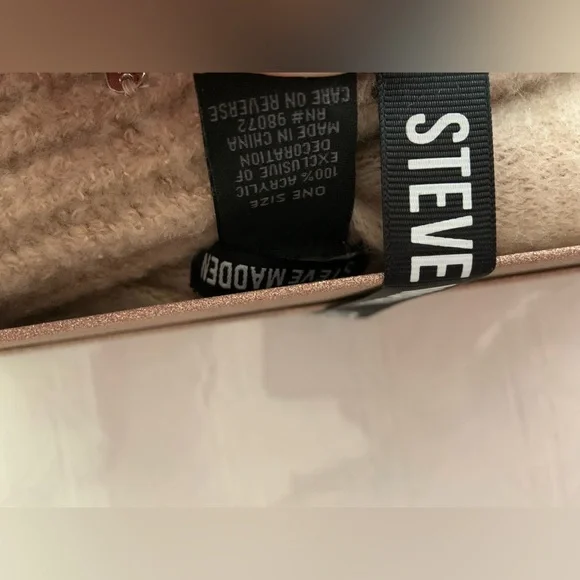 ONE SIZE
100% ACRYLIC
EXCLUSIVE OF
DECORATION
MADE IN CHINA
RN# 98072
CARE ON REVERSE
STEVE MADDEN
STEVE